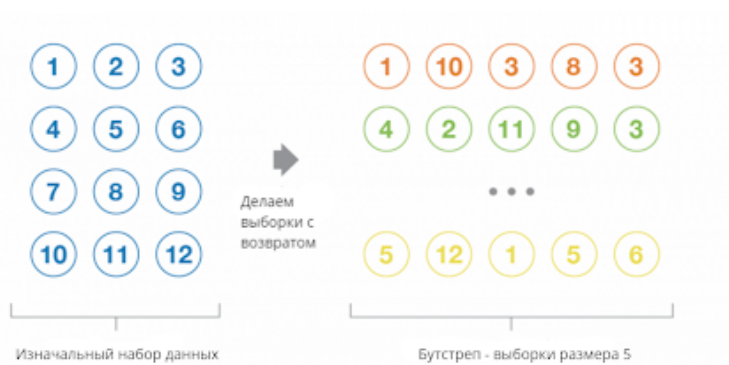 1 2 3
4 5 6
7 8 9
10 11 12
Делаем
выборки с
возвратом
1 10 3 8 3
4 2 11 9 3
...
5 12 1 5 6
Изначальный набор данных
Бутстреп - выборки размера 5